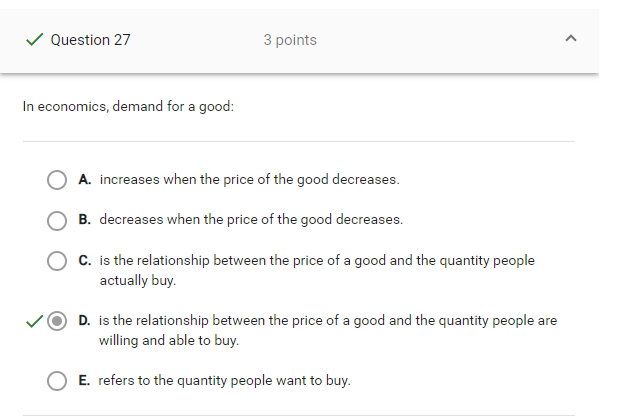 Question 27 3 points
In economics, demand for a good:
A. increases when the price of the good decreases.
B. decreases when the price of the good decreases.
C. is the relationship between the price of a good and the quantity people
actually buy.
D. is the relationship between the price of a good and the quantity people are
willing and able to buy.
E. refers to the quantity people want to buy.